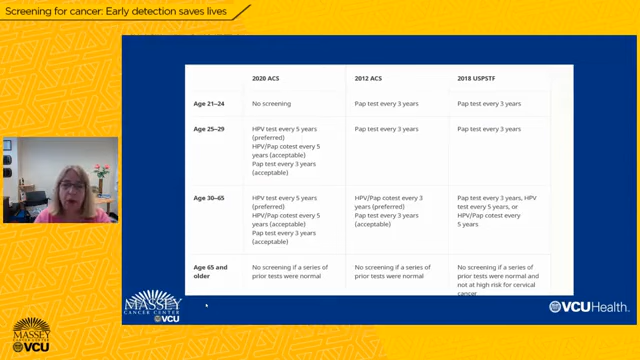 Screening for cancer: Early detection saves lives
2020 ACS 2012 ACS 2018 USPSTF
Age 21–24 No screening Pap test every 3 years Pap test every 3 years
Age 25–29 HPV test every 5 years Pap test every 3 years Pap test every 3 years
(preferred)
HPV/Pap cotest every 5
years (acceptable)
Pap test every 3 years
(acceptable)
Age 30–65 HPV test every 5 years HPV/Pap cotest every 3 Pap test every 3 years, HPV
(preferred) years (preferred) test every 5 years, or
HPV/Pap cotest every 5 Pap test every 3 years HPV/Pap cotest every
years (acceptable) (acceptable) 5 years
Pap test every 3 years
(acceptable)
Age 65 and No screening if a series of No screening if a series of No screening if a series of
older prior tests were normal prior tests were normal prior tests were normal and
not at high risk for cervical
cancer
MASSEY
CANCER CENTER
VCU
VCUHealth.
MASSEY
CANCER CENTER
VCU